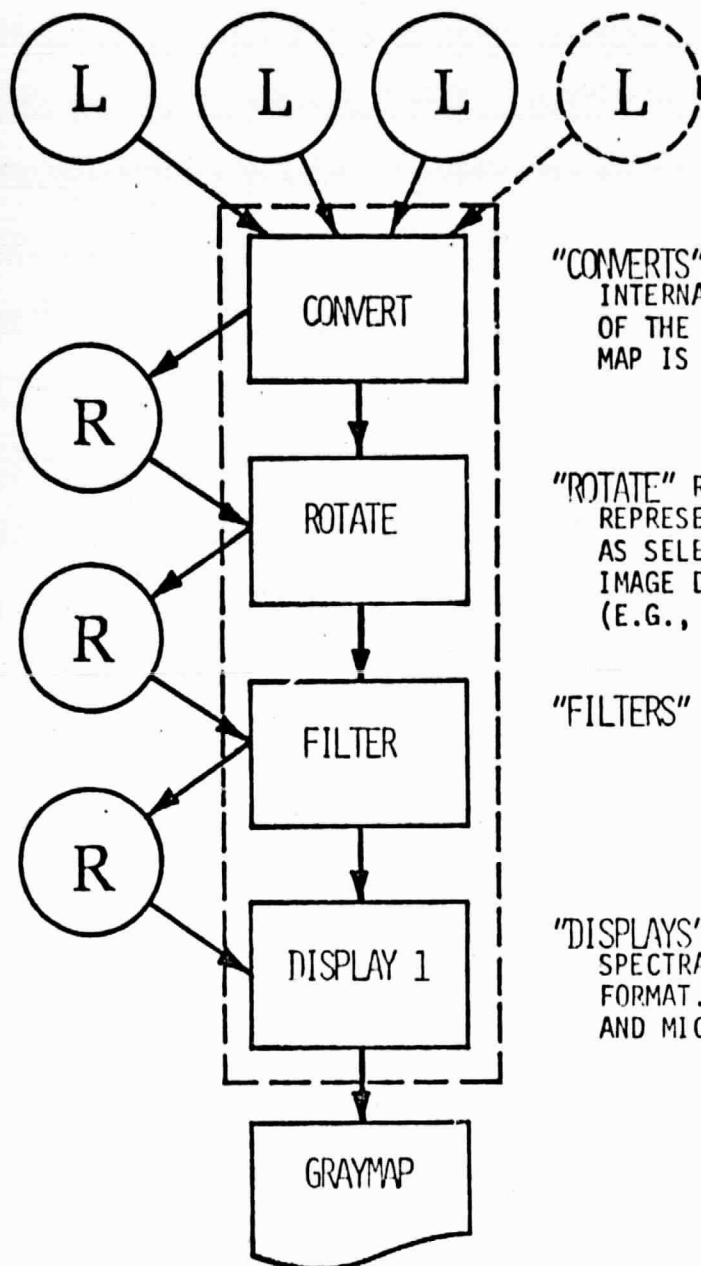 L L L L
CONVERT
"CONVERTS"
INTERNA
OF THE
MAP IS
R
ROTATE
"ROTATE" R
REPRESE
AS SELE
IMAGE D
(E.G.,
R
FILTER
"FILTERS"
R
DISPLAY 1
"DISPLAYS"
SPECTRA
FORMAT.
AND MIC
GRAYMAP